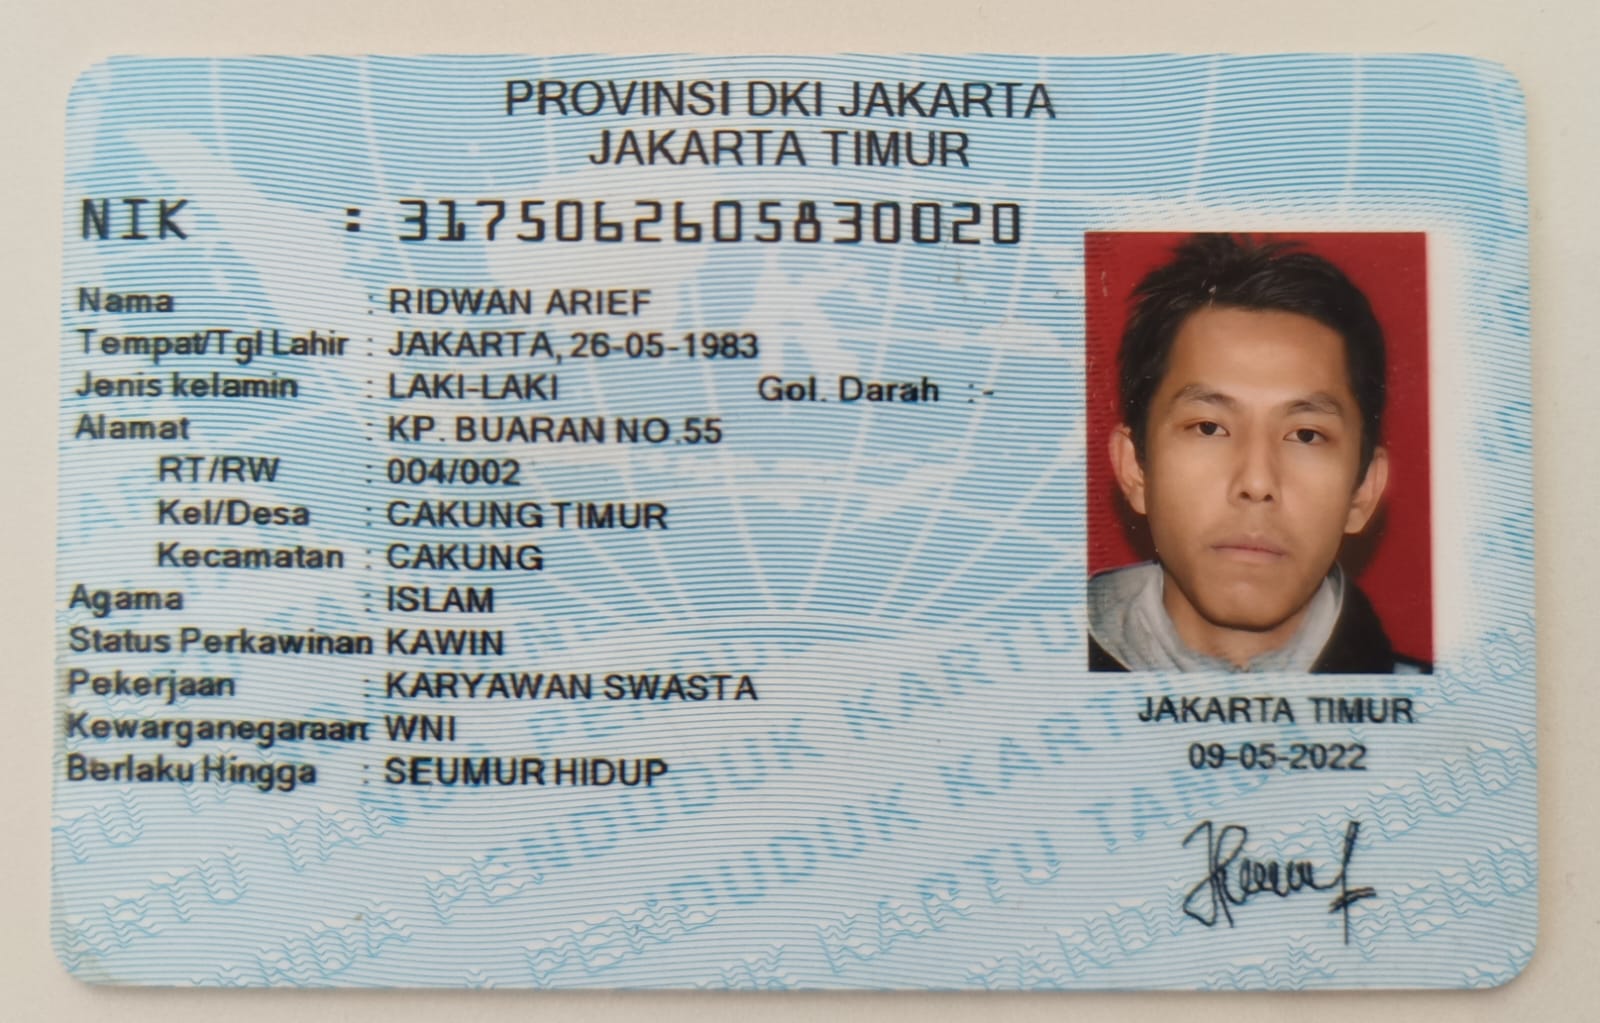 PROVINSI DKI JAKARTA
JAKARTA TIMUR
NIK : 3175062605830020
Nama : RIDWAN ARIEF
Tempat/Tgl Lahir : JAKARTA, 26-05-1983
Jenis kelamin : LAKI-LAKI Gol. Darah : -
Alamat : KP. BUARAN NO.55
RT/RW : 004/002
Kel/Desa : CAKUNG TIMUR
Kecamatan : CAKUNG
Agama : ISLAM
Status Perkawinan KAWIN
Pekerjaan : KARYAWAN SWASTA
Kewarganegaraan: WNI
Berlaku Hingga : SEUMUR HIDUP
JAKARTA TIMUR
09-05-2022